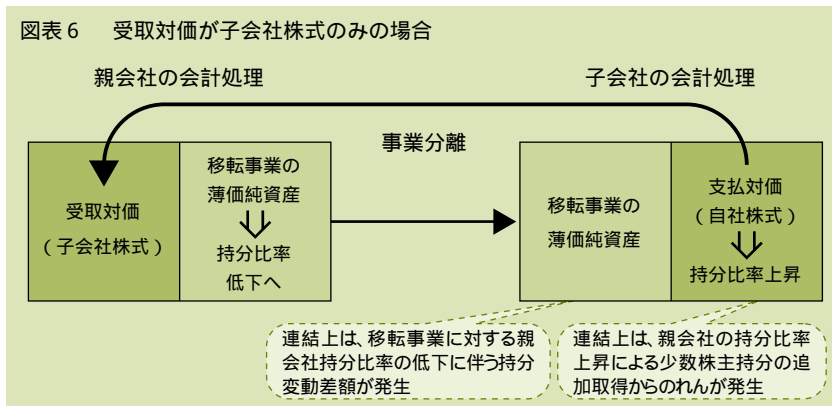 図表6　受取対価が子会社株式のみの場合
親会社の会計処理
子会社の会計処理
事業分離
受取対価
(子会社株式)
移転事業の
薄価純資産
持分比率
低下へ
移転事業の
薄価純資産
支払対価
(自社株式)
持分比率上昇
連結上は、移転事業に対する親
会社持分比率の低下に伴う持分
変動差額が発生
連結上は、親会社の持分比率
上昇による少数株主持分の追
加取得からのれんが発生